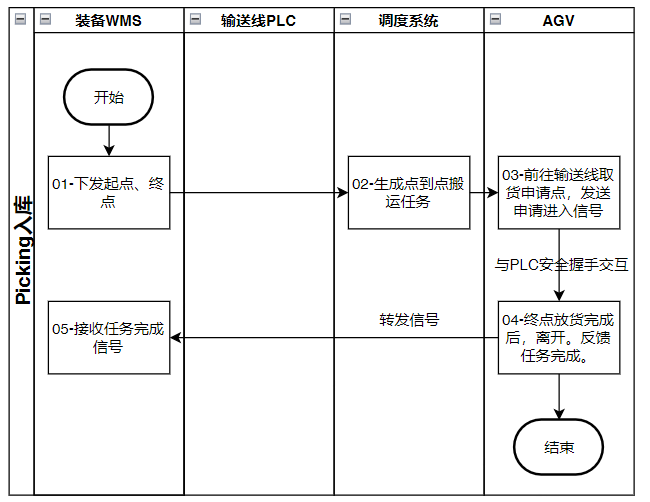 装备WMS
输送线PLC
调度系统
AGV
Picking入库
开始
01-下发起点、终
点
02-生成点到点搬
运任务
03-前往输送线取
货申请点，发送
申请进入信号
与PLC安全握手交互
05-接收任务完成
信号
转发信号
04-终点放货完成
后，离开。反馈
任务完成。
结束